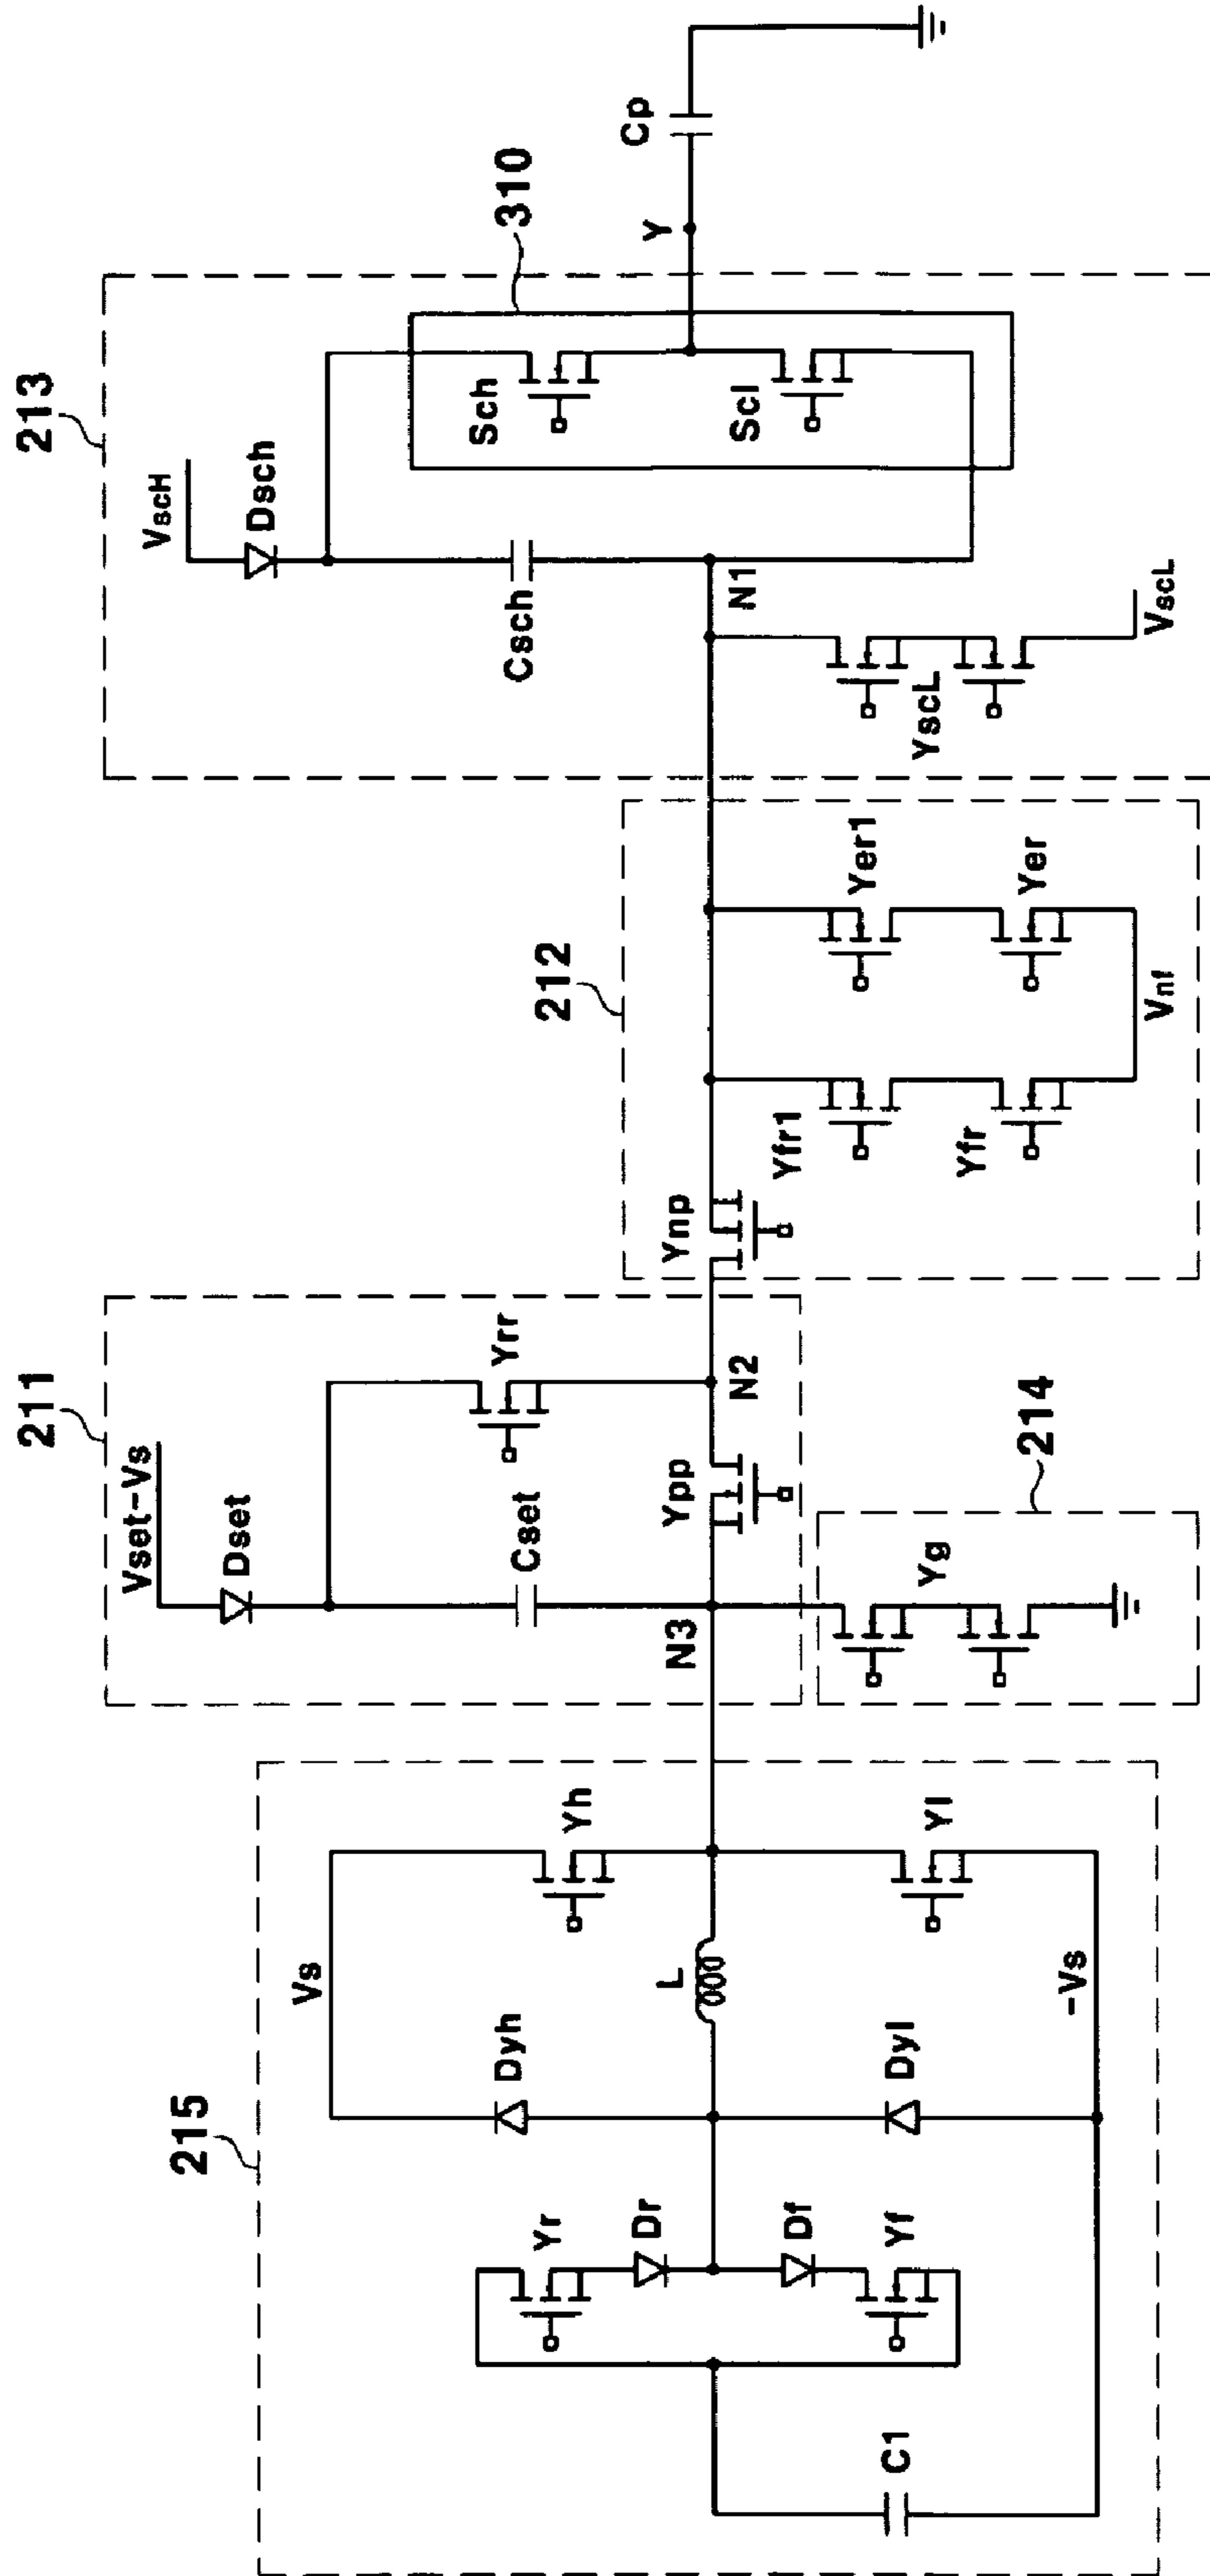 215
C1
Yr
Dr
Df
Yf
Dyh
Dyl
Vs
L
-Vs
Yh
Yl
211
Vset-Vs
Dset
Cset
Yrr
N3
Ypp
N2
214
Yg
212
Ynp
Yfr1
Yfr
Yer1
Yer
Vnf
213
VscH
Dsch
Csch
N1
YscL
VscL
Sch
Scl
310
Y
Cp